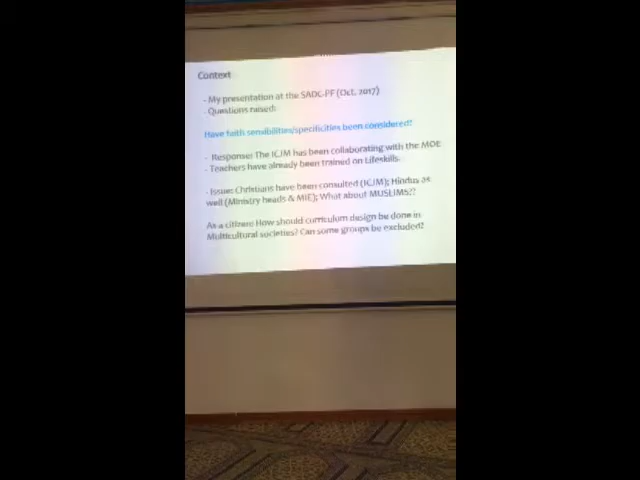 Context
- My presentation at the SADC-PF (Oct, 2017)
- Questions raised:
Have faith sensibilities/specificities been considered?
- Response: The ICJM has been collaborating with the MOE
- Teachers have already been trained on Lifeskills.
- Issue: Christians have been consulted (ICJM); Hindus as
well (Ministry heads & MIE); What about MUSLIMS??
As a citizen: How should curriculum design be done in
Multicultural societies? Can some groups be excluded?